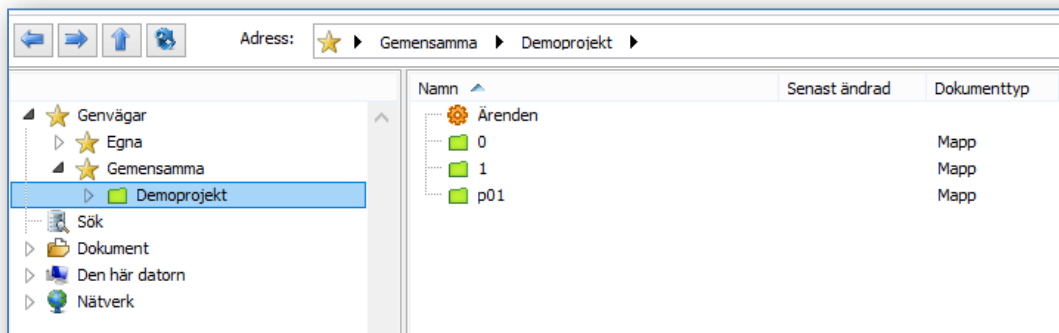 Adress: Gemensamma Demoprojekt
Namn Senast ändrad Dokumenttyp
Genvägar
Egna
Gemensamma
Demoprojekt
Sök
Dokument
Den här datorn
Nätverk
Ärenden
0 Mapp
1 Mapp
p01 Mapp